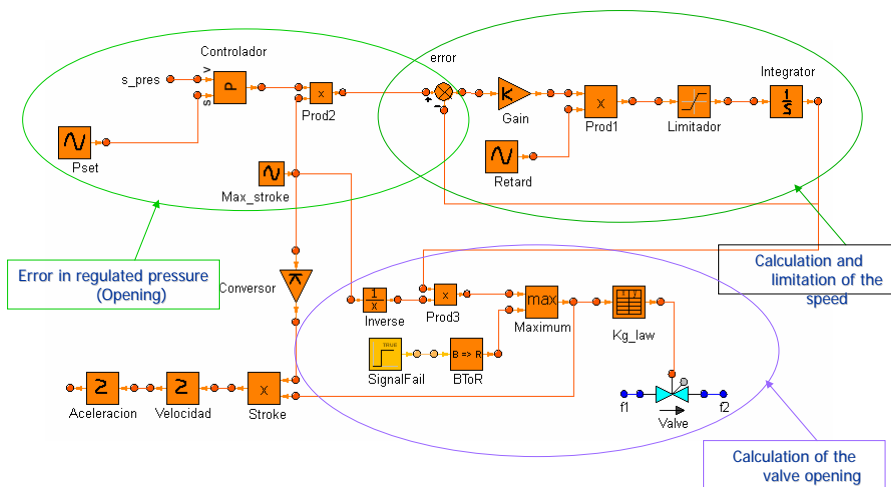 Controlador
error
s_pres
v
s
P
x
Prod2
Gain
K
x
Prod1
Limitador
Integrator
1
S
Pset
Max_stroke
Retard
Error in regulated pressure
(Opening)
Calculation and
limitation of the
speed
Conversor
K
1
x
Inverse
x
Prod3
max
Maximum
x y
Kg_law
TRUE
SignalFail
B => R
BToR
Aceleracion
Velocidad
x
Stroke
f1
f2
Valve
Calculation of the
valve opening